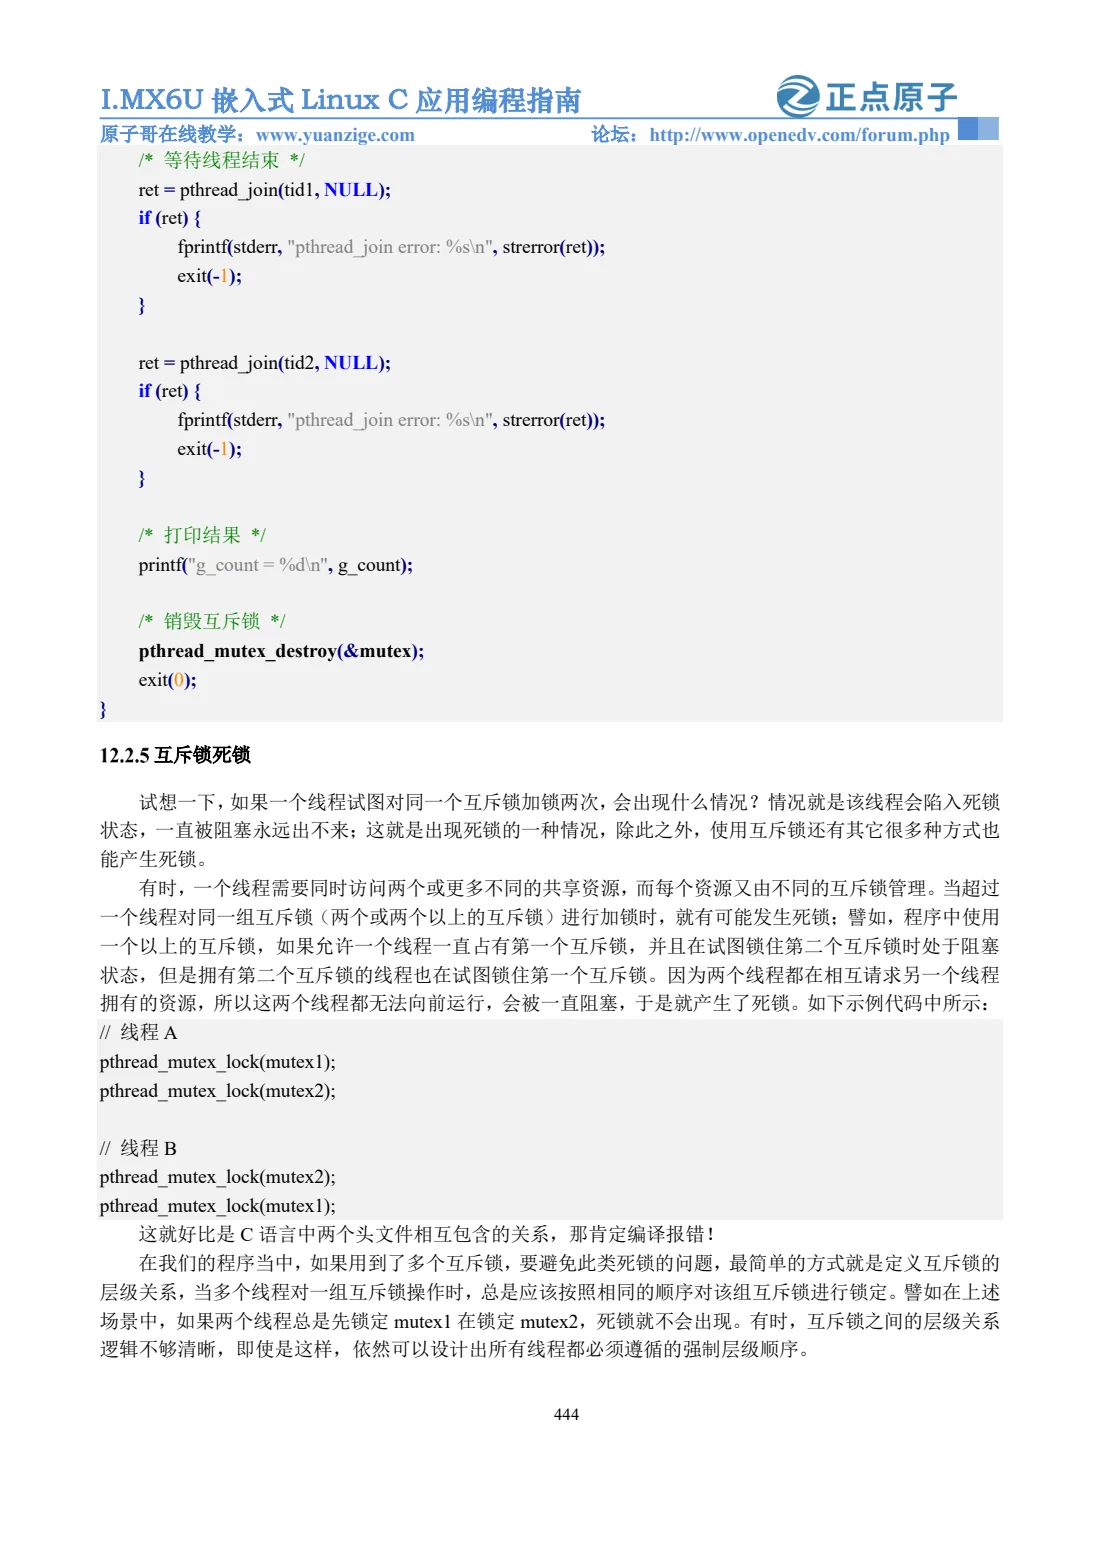 I.MX6U 嵌入式 Linux C 应用编程指南
正点原子
原子哥在线教学：www.yuanzige.com 论坛：http://www.openedv.com/forum.php
/* 等待线程结束 */
ret = pthread_join(tid1, NULL);
if (ret) {
fprintf(stderr, "pthread_join error: %s\n", strerror(ret));
exit(-1);
}
ret = pthread_join(tid2, NULL);
if (ret) {
fprintf(stderr, "pthread_join error: %s\n", strerror(ret));
exit(-1);
}
/* 打印结果 */
printf("g_count = %d\n", g_count);
/* 销毁互斥锁 */
pthread_mutex_destroy(&mutex);
exit(0);
}
12.2.5 互斥锁死锁
试想一下，如果一个线程试图对同一个互斥锁加锁两次，会出现什么情况？情况就是该线程会陷入死锁
状态，一直被阻塞永远出不来；这就是出现死锁的一种情况，除此之外，使用互斥锁还有其它很多种方式也
能产生死锁。
有时，一个线程需要同时访问两个或更多不同的共享资源，而每个资源又由不同的互斥锁管理。当超过
一个线程对同一组互斥锁（两个或两个以上的互斥锁）进行加锁时，就有可能发生死锁；譬如，程序中使用
一个以上的互斥锁，如果允许一个线程一直占有第一个互斥锁，并且在试图锁住第二个互斥锁时处于阻塞
状态，但是拥有第二个互斥锁的线程也在试图锁住第一个互斥锁。因为两个线程都在相互请求另一个线程
拥有的资源，所以这两个线程都无法向前运行，会被一直阻塞，于是就产生了死锁。如下示例代码中所示：
// 线程 A
pthread_mutex_lock(mutex1);
pthread_mutex_lock(mutex2);
// 线程 B
pthread_mutex_lock(mutex2);
pthread_mutex_lock(mutex1);
这就好比是 C 语言中两个头文件相互包含的关系，那肯定编译报错！
在我们的程序当中，如果用到了多个互斥锁，要避免此类死锁的问题，最简单的方式就是定义互斥锁的
层级关系，当多个线程对一组互斥锁操作时，总是应该按照相同的顺序对该组互斥锁进行锁定。譬如在上述
场景中，如果两个线程总是先锁定 mutex1 在锁定 mutex2，死锁就不会出现。有时，互斥锁之间的层级关系
逻辑不够清晰，即使是这样，依然可以设计出所有线程都必须遵循的强制层级顺序。
444